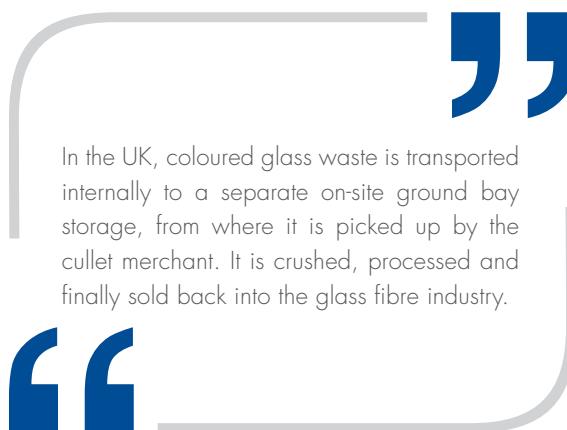 In the UK, coloured glass waste is transported
internally to a separate on-site ground bay
storage, from where it is picked up by the
cullet merchant. It is crushed, processed and
finally sold back into the glass fibre industry.